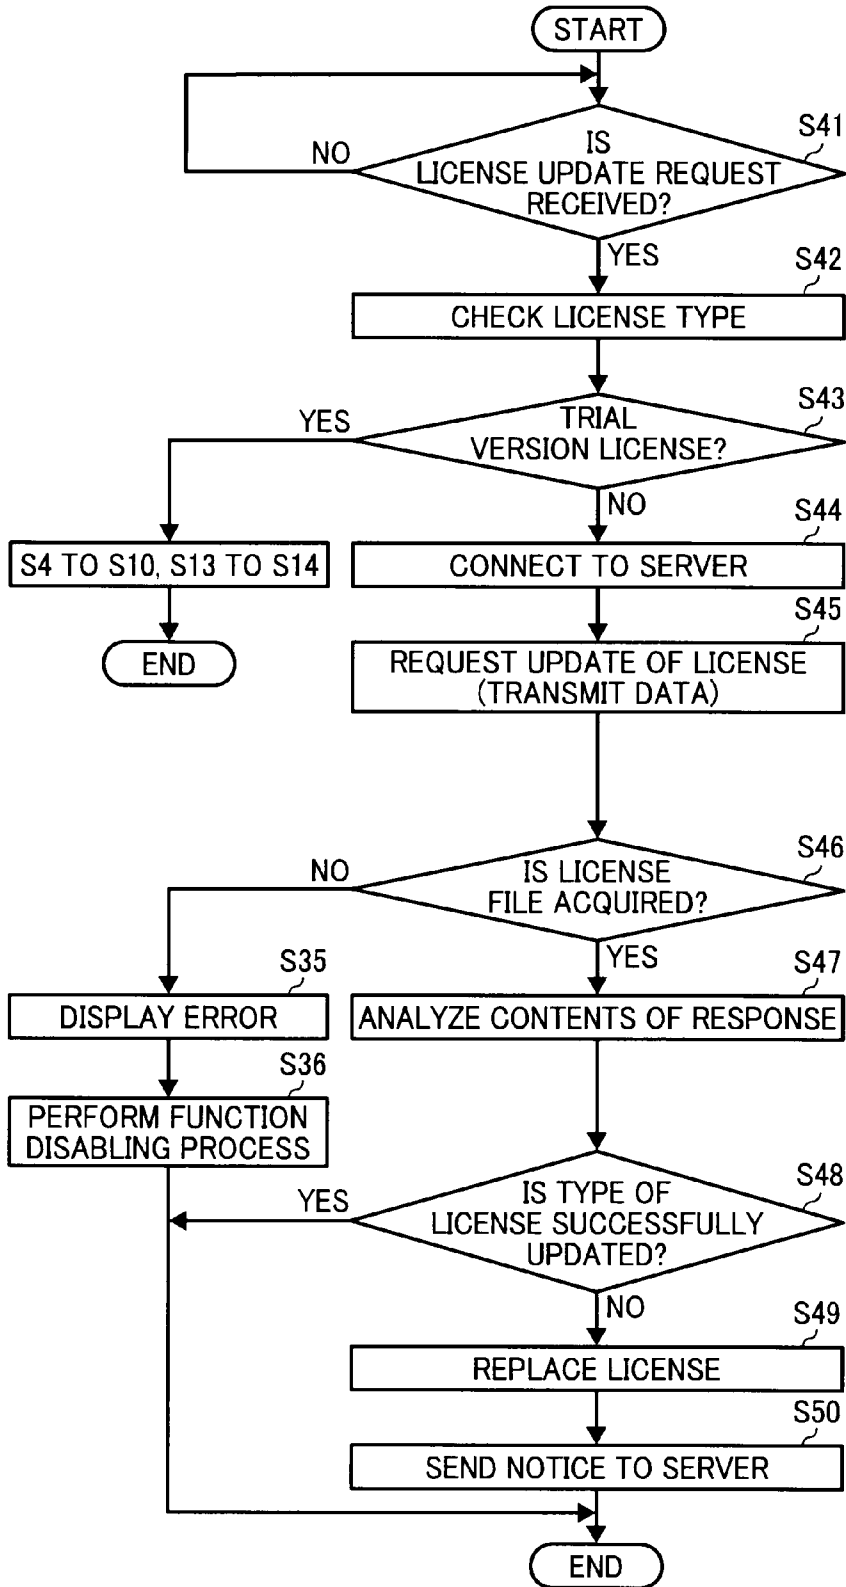 START
S41
IS
LICENSE UPDATE REQUEST
RECEIVED?
NO
YES
S42
CHECK LICENSE TYPE
S43
TRIAL
VERSION LICENSE?
YES
NO
S4 TO S10, S13 TO S14
END
S44
CONNECT TO SERVER
S45
REQUEST UPDATE OF LICENSE
(TRANSMIT DATA)
S46
IS LICENSE
FILE ACQUIRED?
NO
YES
S35
DISPLAY ERROR
S36
PERFORM FUNCTION
DISABLING PROCESS
S47
ANALYZE CONTENTS OF RESPONSE
S48
IS TYPE OF
LICENSE SUCCESSFULLY
UPDATED?
YES
NO
S49
REPLACE LICENSE
S50
SEND NOTICE TO SERVER
END